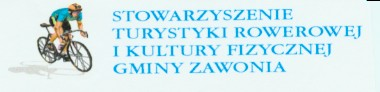 STOWARZYSZENIE
TURYSTYKI ROWEROWEJ
I KULTURY FIZYCZNEJ
GMINY ZAWONIA